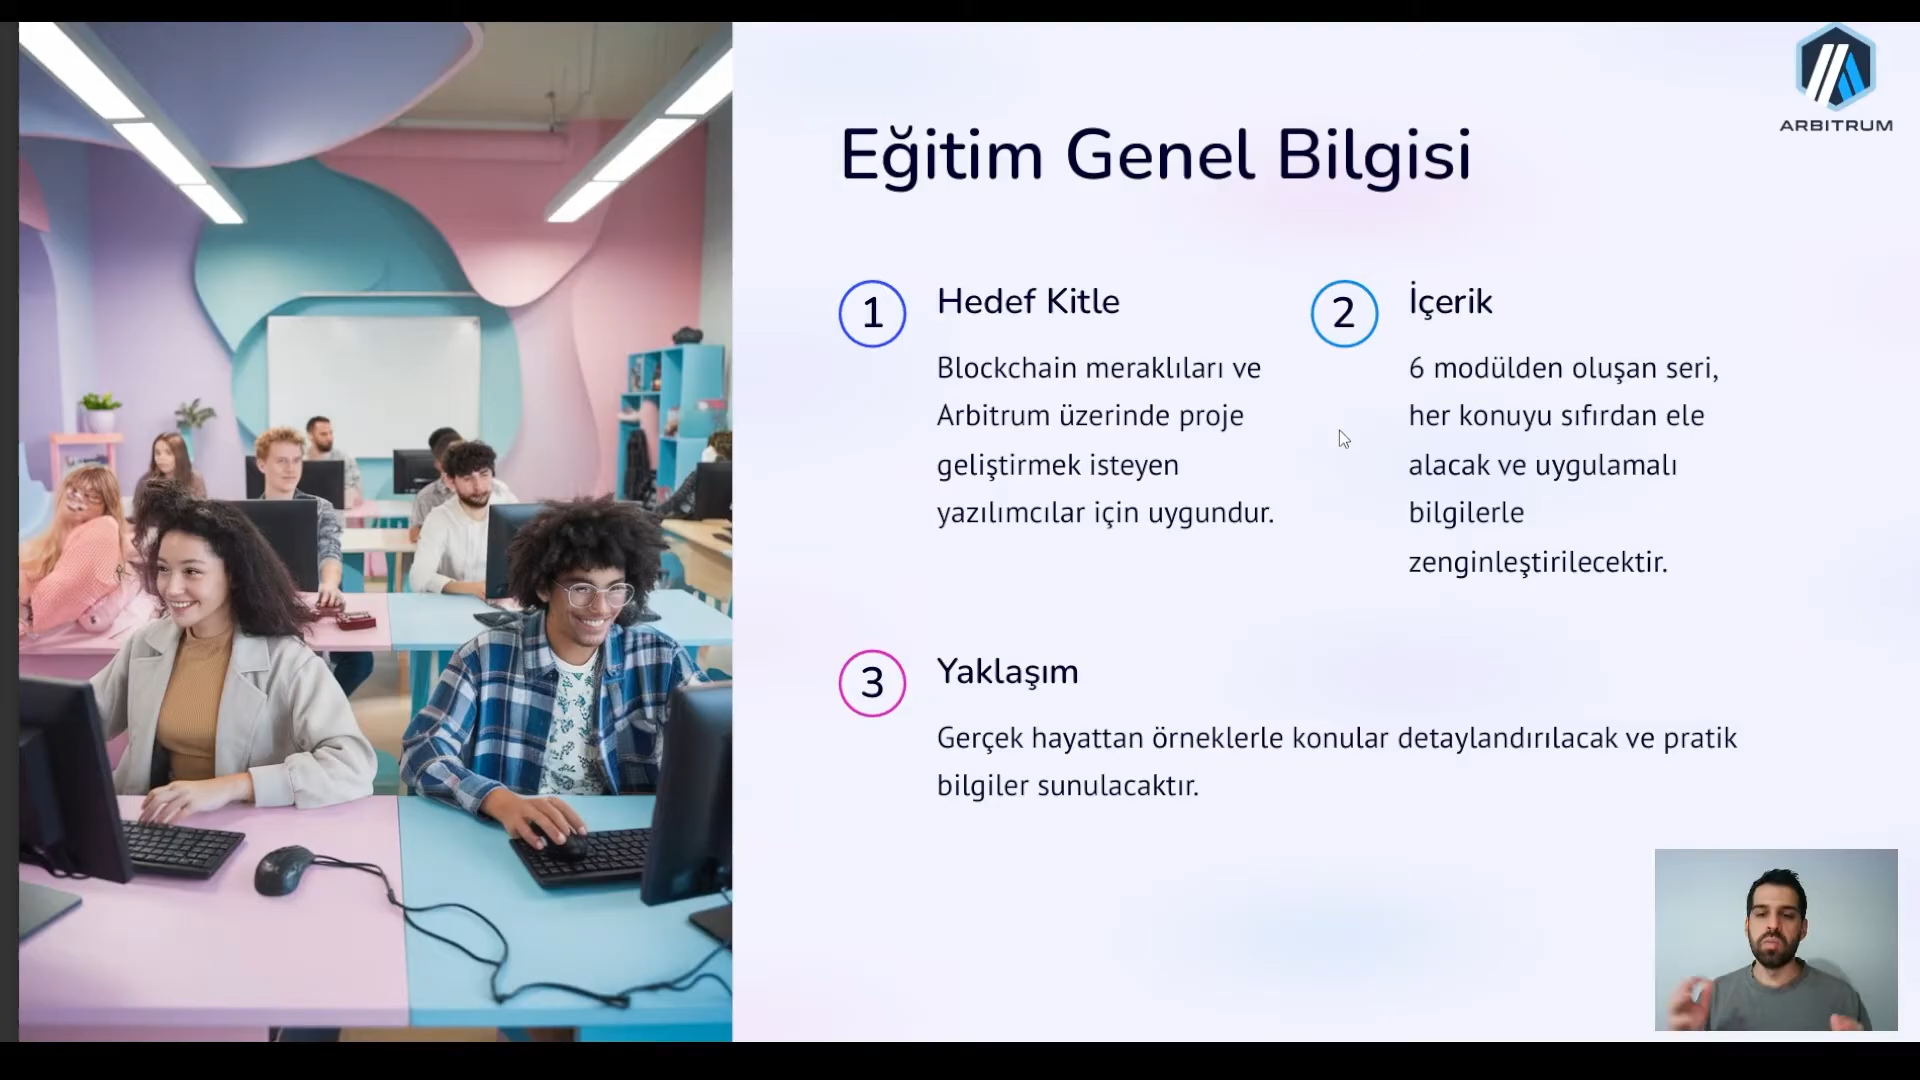 ARBITRUM
Eğitim Genel Bilgisi
1
Hedef Kitle
Blockchain meraklıları ve
Arbitrum üzerinde proje
geliştirmek isteyen
yazılımcılar için uygundur.
2
İçerik
6 modülden oluşan seri,
her konuyu sıfırdan ele
alacak ve uygulamalı
bilgilerle
zenginleştirilecektir.
3
Yaklaşım
Gerçek hayattan örneklerle konular detaylandırılacak ve pratik
bilgiler sunulacaktır.